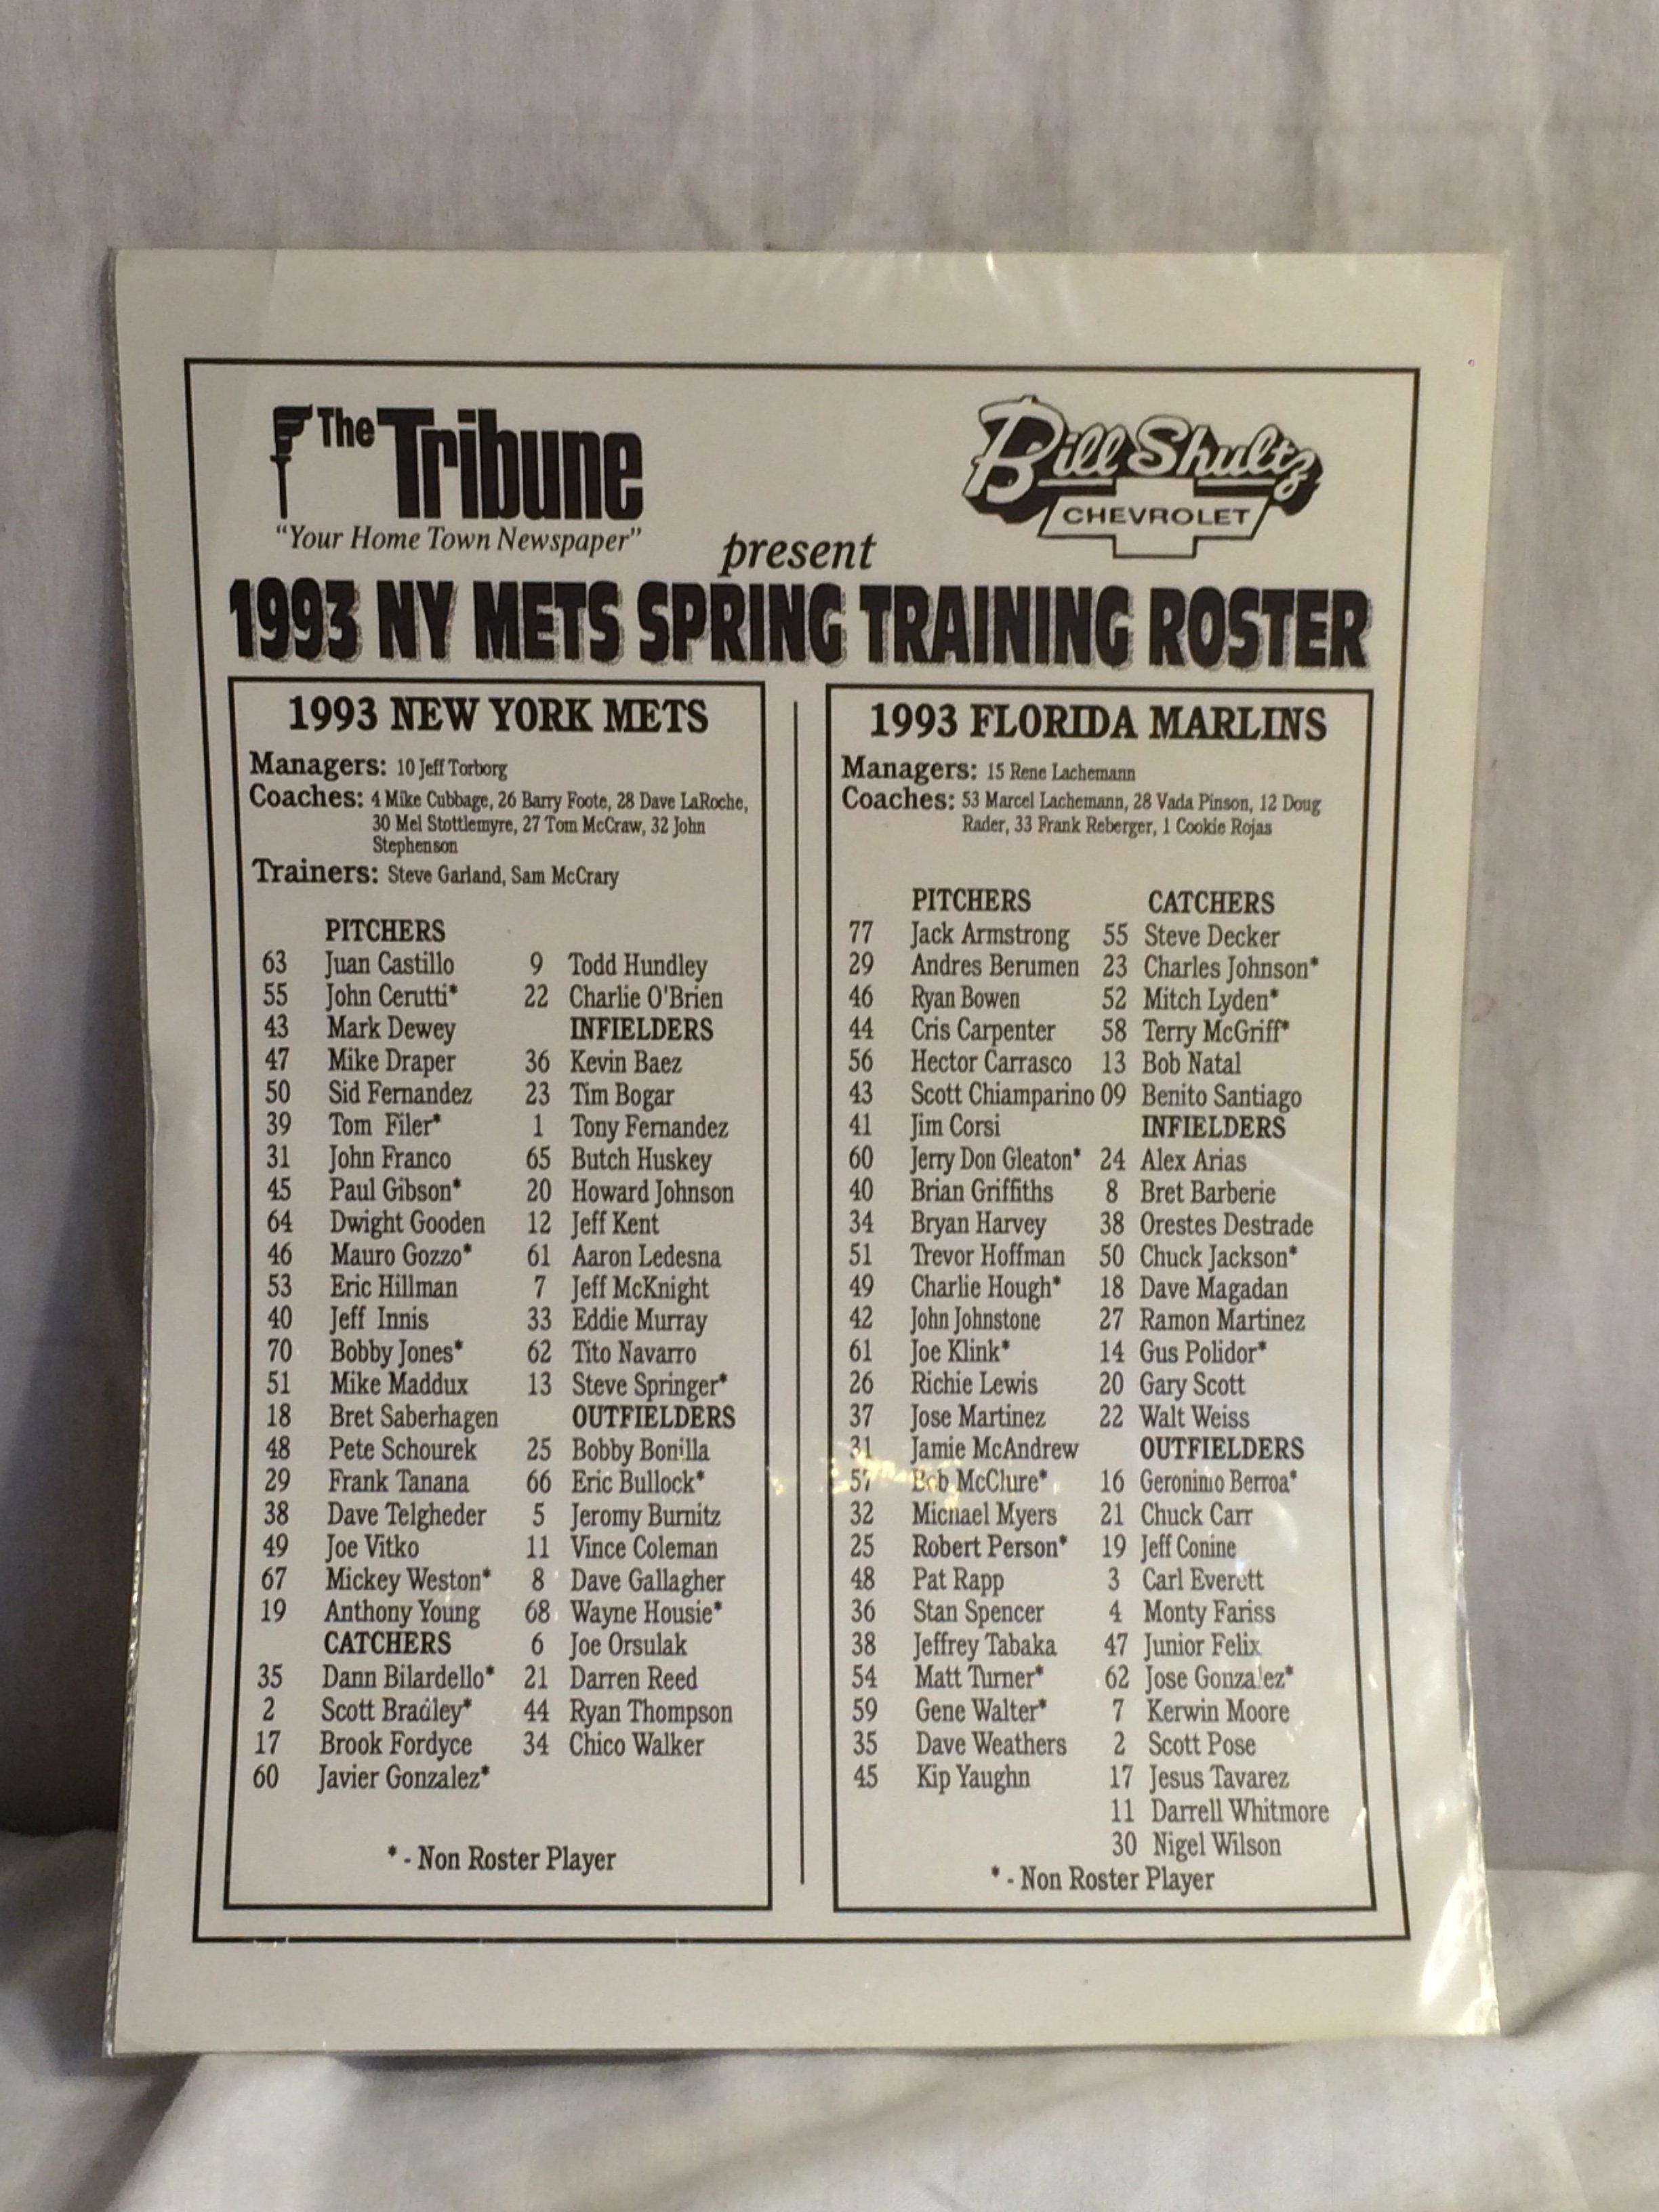 The Tribune
"Your Home Town Newspaper"
Bill Shultz
CHEVROLET
present
1993 NY METS SPRING TRAINING ROSTER
1993 NEW YORK METS
Managers: 10 Jeff Torborg
Coaches: 4 Mike Cubbage, 26 Barry Foote, 28 Dave LaRoche,
30 Mel Stottlemyre, 27 Tom McCraw, 32 John
Stephenson
Trainers: Steve Garland, Sam McCrary
PITCHERS
63 Juan Castillo
55 John Cerutti*
43 Mark Dewey
47 Mike Draper
50 Sid Fernandez
39 Tom Filer*
31 John Franco
45 Paul Gibson*
64 Dwight Gooden
46 Mauro Gozzo*
53 Eric Hillman
40 Jeff Innis
70 Bobby Jones*
51 Mike Maddux
18 Bret Saberhagen
48 Pete Schourek
29 Frank Tanana
38 Dave Telgheder
49 Joe Vitko
67 Mickey Weston*
19 Anthony Young
CATCHERS
35 Dann Bilardello*
2 Scott Bradley*
17 Brook Fordyce
60 Javier Gonzalez*
9 Todd Hundley
22 Charlie O'Brien
INFIELDERS
36 Kevin Baez
23 Tim Bogar
1 Tony Fernandez
65 Butch Huskey
20 Howard Johnson
12 Jeff Kent
61 Aaron Ledesna
7 Jeff McKnight
33 Eddie Murray
62 Tito Navarro
13 Steve Springer*
OUTFIELDERS
25 Bobby Bonilla
66 Eric Bullock*
5 Jeromy Burnitz
11 Vince Coleman
8 Dave Gallagher
68 Wayne Housie*
6 Joe Orsulak
21 Darren Reed
44 Ryan Thompson
34 Chico Walker
* - Non Roster Player
1993 FLORIDA MARLINS
Managers: 15 Rene Lachemann
Coaches: 53 Marcel Lachemann, 28 Vada Pinson, 12 Doug
Rader, 33 Frank Reberger, 1 Cookie Rojas
PITCHERS
77 Jack Armstrong
29 Andres Berumen
46 Ryan Bowen
44 Cris Carpenter
56 Hector Carrasco
43 Scott Chiamparino
41 Jim Corsi
60 Jerry Don Gleaton*
40 Brian Griffiths
34 Bryan Harvey
51 Trevor Hoffman
49 Charlie Hough*
42 John Johnstone
61 Joe Klink*
26 Richie Lewis
37 Jose Martinez
31 Jamie McAndrew
57 Bob McClure*
32 Michael Myers
25 Robert Person*
48 Pat Rapp
36 Stan Spencer
38 Jeffrey Tabaka
54 Matt Turner*
59 Gene Walter*
35 Dave Weathers
45 Kip Yaughn
CATCHERS
55 Steve Decker
23 Charles Johnson*
52 Mitch Lyden*
58 Terry McGriff*
13 Bob Natal
09 Benito Santiago
INFIELDERS
24 Alex Arias
8 Bret Barberie
38 Orestes Destrade
50 Chuck Jackson*
18 Dave Magadan
27 Ramon Martinez
14 Gus Polidor*
20 Gary Scott
22 Walt Weiss
OUTFIELDERS
16 Geronimo Berroa*
21 Chuck Carr
19 Jeff Conine
3 Carl Everett
4 Monty Fariss
47 Junior Felix
62 Jose Gonzalez*
7 Kerwin Moore
2 Scott Pose
17 Jesus Tavarez
11 Darrell Whitmore
30 Nigel Wilson
* - Non Roster Player